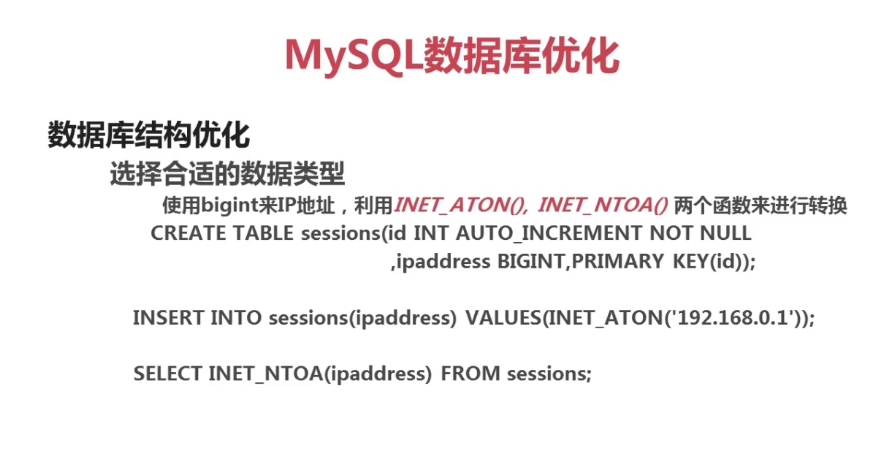 MySQL数据库优化
数据库结构优化
选择合适的数据类型
使用bigint来IP地址，利用INET_ATON(), INET_NTOA() 两个函数来进行转换
CREATE TABLE sessions(id INT AUTO_INCREMENT NOT NULL
,ipaddress BIGINT,PRIMARY KEY(id));
INSERT INTO sessions(ipaddress) VALUES(INET_ATON('192.168.0.1'));
SELECT INET_NTOA(ipaddress) FROM sessions;